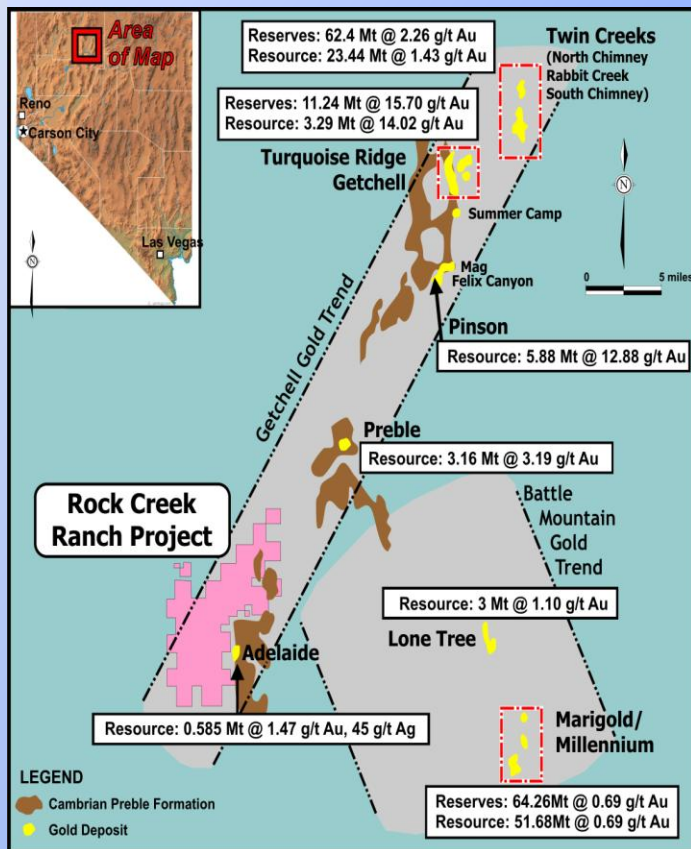 Area
of Map
Reno
Carson City
Las Vegas
N
Reserves: 62.4 Mt @ 2.26 g/t Au
Resource: 23.44 Mt @ 1.43 g/t Au
Twin Creeks
(North Chimney
Rabbit Creek
South Chimney)
Reserves: 11.24 Mt @ 15.70 g/t Au
Resource: 3.29 Mt @ 14.02 g/t Au
Turquoise Ridge
Getchell
N
Summer Camp
Mag
Felix Canyon
0 5 miles
Pinson
Resource: 5.88 Mt @ 12.88 g/t Au
Getchell Gold Trend
Preble
Resource: 3.16 Mt @ 3.19 g/t Au
Rock Creek
Ranch Project
Battle
Mountain
Gold
Trend
Resource: 3 Mt @ 1.10 g/t Au
Lone Tree
Adelaide
Resource: 0.585 Mt @ 1.47 g/t Au, 45 g/t Ag
Marigold/
Millennium
Reserves: 64.26Mt @ 0.69 g/t Au
Resource: 51.68Mt @ 0.69 g/t Au
LEGEND
Cambrian Preble Formation
Gold Deposit